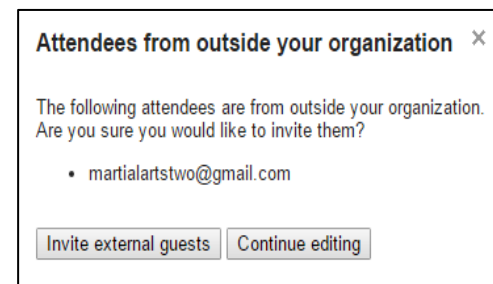 Attendees from outside your organization ×
The following attendees are from outside your organization.
Are you sure you would like to invite them?
• martialartstwo@gmail.com
Invite external guests Continue editing